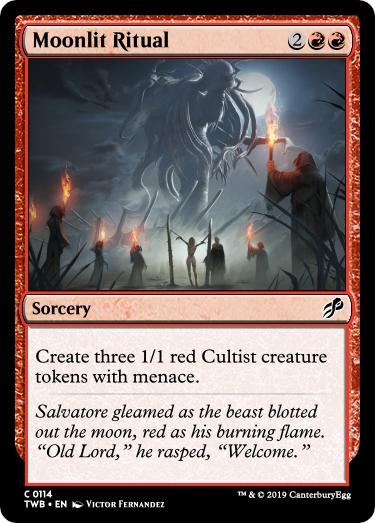 Moonlit Ritual 2
Sorcery
Create three 1/1 red Cultist creature
tokens with menace.
Salvatore gleamed as the beast blotted
out the moon, red as his burning flame.
“Old Lord,” he rasped, “Welcome.”
C 0114
TWB • EN Victor Fernandez
™ & © 2019 CanterburyEgg